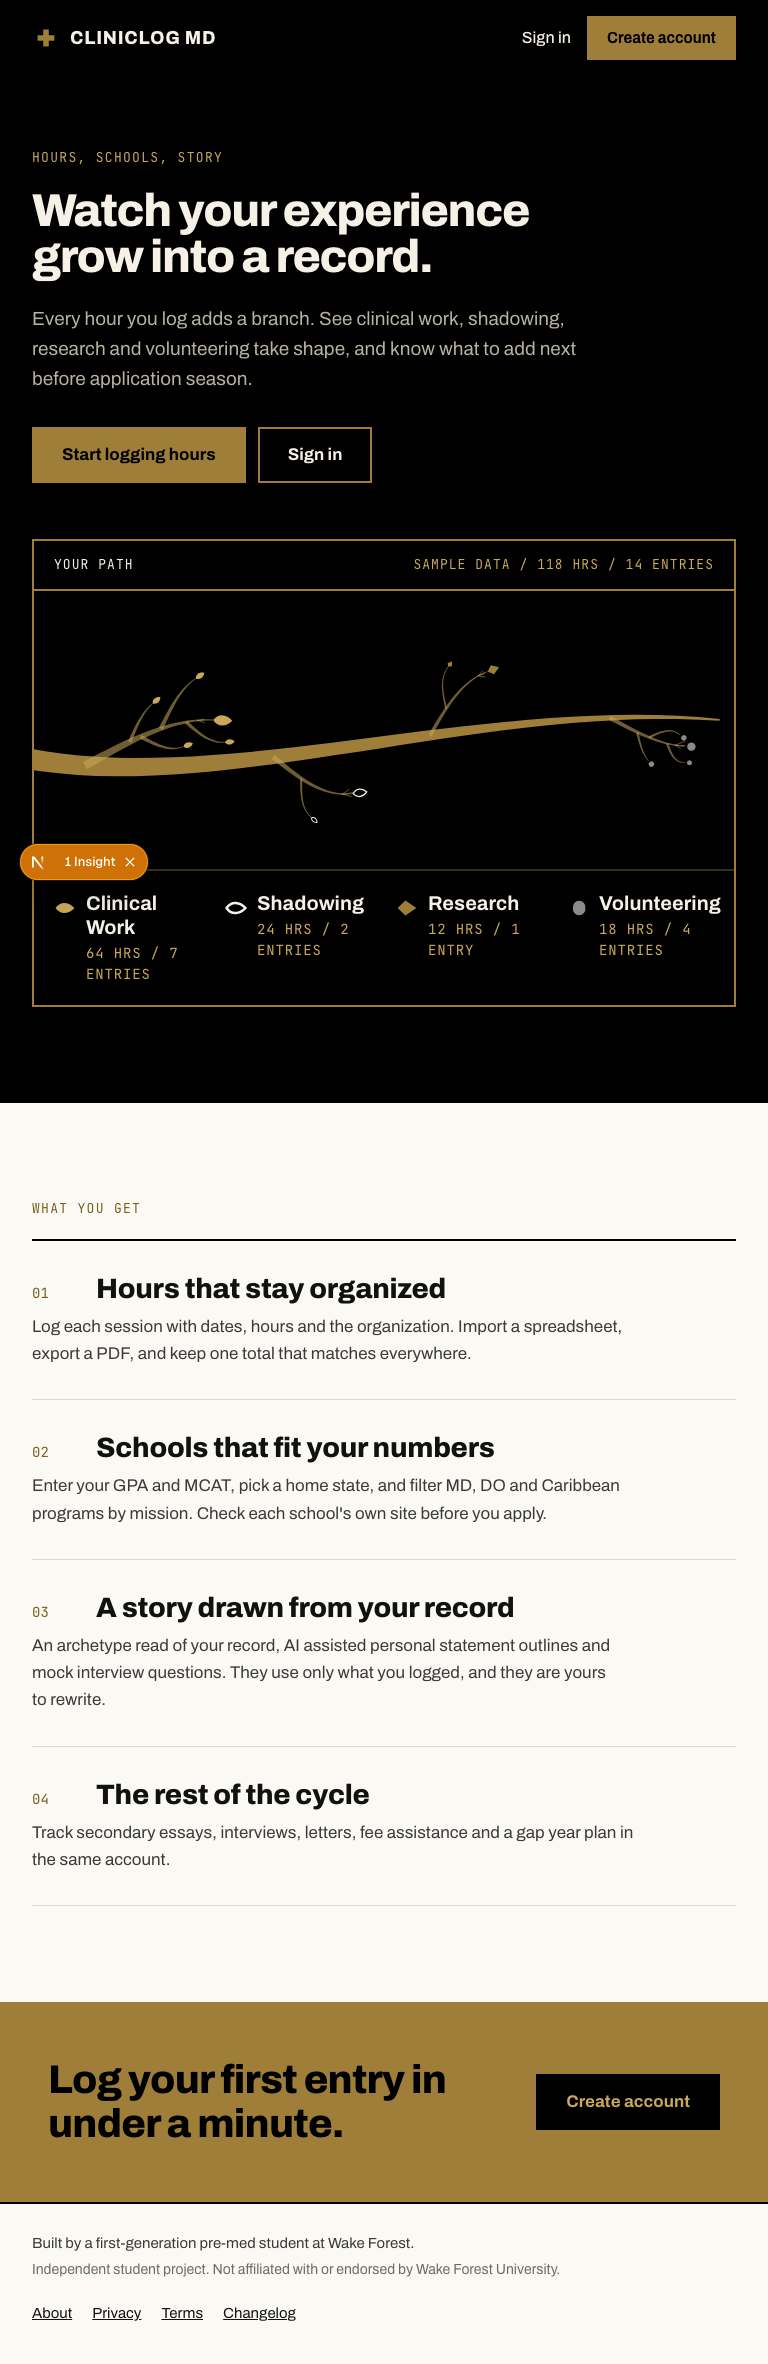 CLINICLOG MD
Sign in
Create account
HOURS, SCHOOLS, STORY
Watch your experience
grow into a record.
Every hour you log adds a branch. See clinical work, shadowing,
research and volunteering take shape, and know what to add next
before application season.
Start logging hours
Sign in
YOUR PATH
SAMPLE DATA / 118 HRS / 14 ENTRIES
1 Insight
Clinical
Work
64 HRS / 7
ENTRIES
Shadowing
24 HRS / 2
ENTRIES
Research
12 HRS / 1
ENTRY
Volunteering
18 HRS / 4
ENTRIES
WHAT YOU GET
01 Hours that stay organized
Log each session with dates, hours and the organization. Import a spreadsheet,
export a PDF, and keep one total that matches everywhere.
02 Schools that fit your numbers
Enter your GPA and MCAT, pick a home state, and filter MD, DO and Caribbean
programs by mission. Check each school's own site before you apply.
03 A story drawn from your record
An archetype read of your record, AI assisted personal statement outlines and
mock interview questions. They use only what you logged, and they are yours
to rewrite.
04 The rest of the cycle
Track secondary essays, interviews, letters, fee assistance and a gap year plan in
the same account.
Log your first entry in
under a minute.
Create account
Built by a first-generation pre-med student at Wake Forest.
Independent student project. Not affiliated with or endorsed by Wake Forest University.
About Privacy Terms Changelog